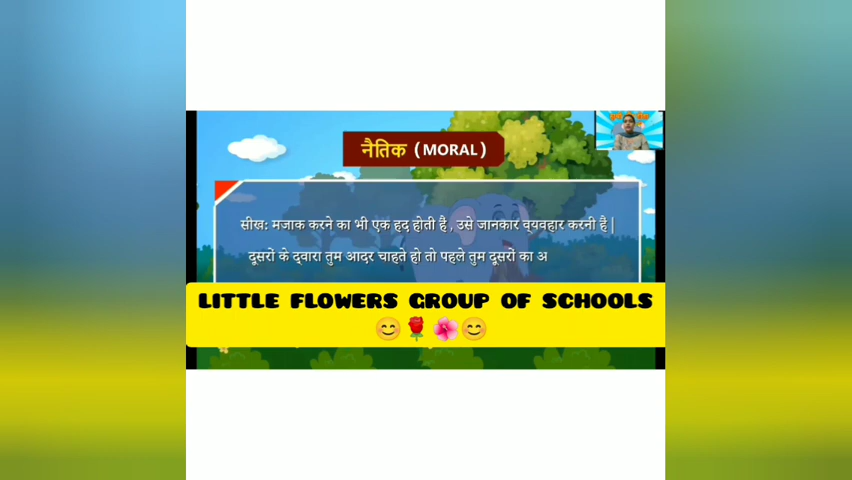 नैतिक (MORAL)
सीख: मजाक करने का भी एक हद होती है , उसे जानकार व्यवहार करनी है |
दूसरों के द्वारा तुम आदर चाहते हो तो पहले तुम दूसरों का अ
LITTLE FLOWERS GROUP OF SCHOOLS
😊🌹🌺😊